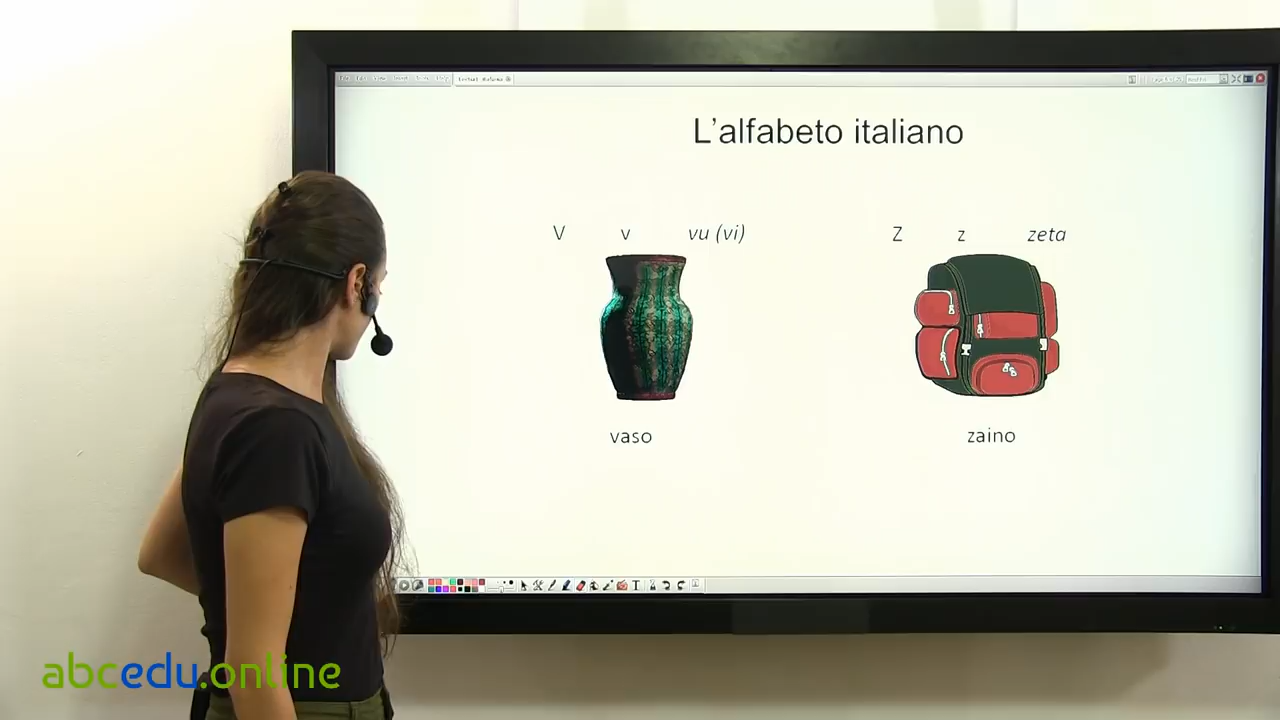 L'alfabeto italiano
V v vu (vi)
Z z zeta
vaso
zaino
abcedu.online